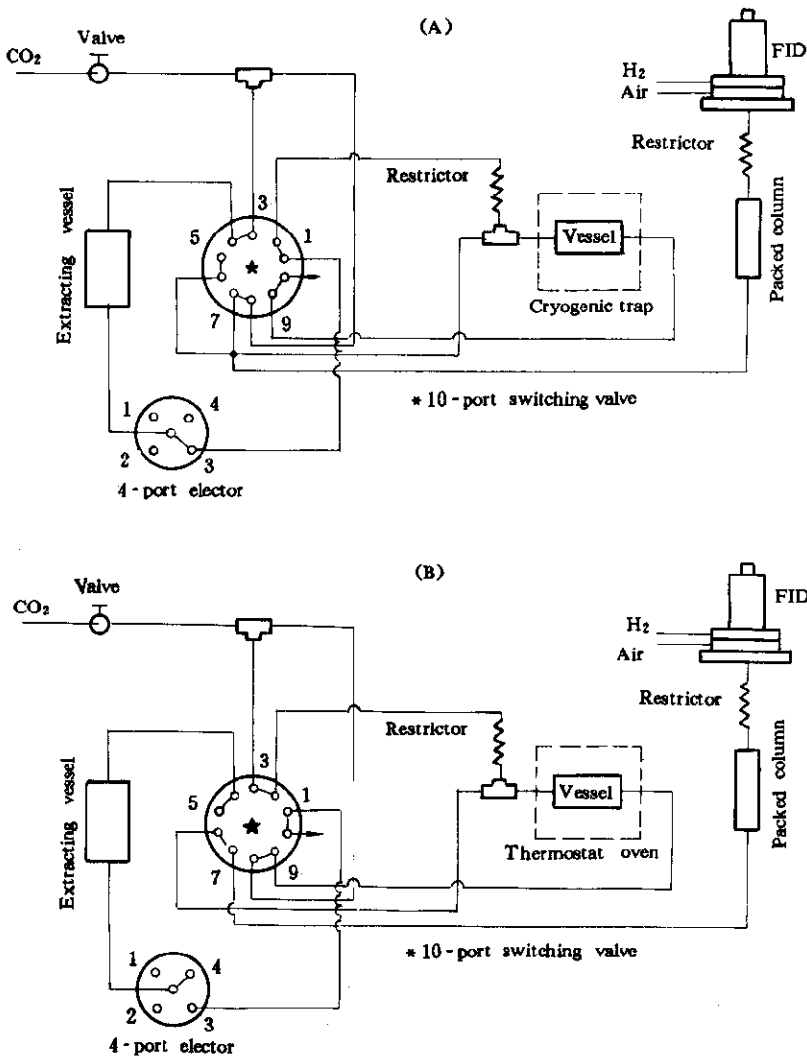 (A)
Valve
CO₂
FID
H₂
Air
Restrictor
Restrictor
3
5
1
Vessel
Extracting vessel
Packed column
Cryogenic trap
7
9
* 10-port switching valve
1
4
2
3
4-port elector
(B)
Valve
CO₂
FID
H₂
Air
Restrictor
Restrictor
3
5
1
Vessel
Extracting vessel
Packed column
Thermostat oven
7
9
* 10-port switching valve
1
4
2
3
4-port elector